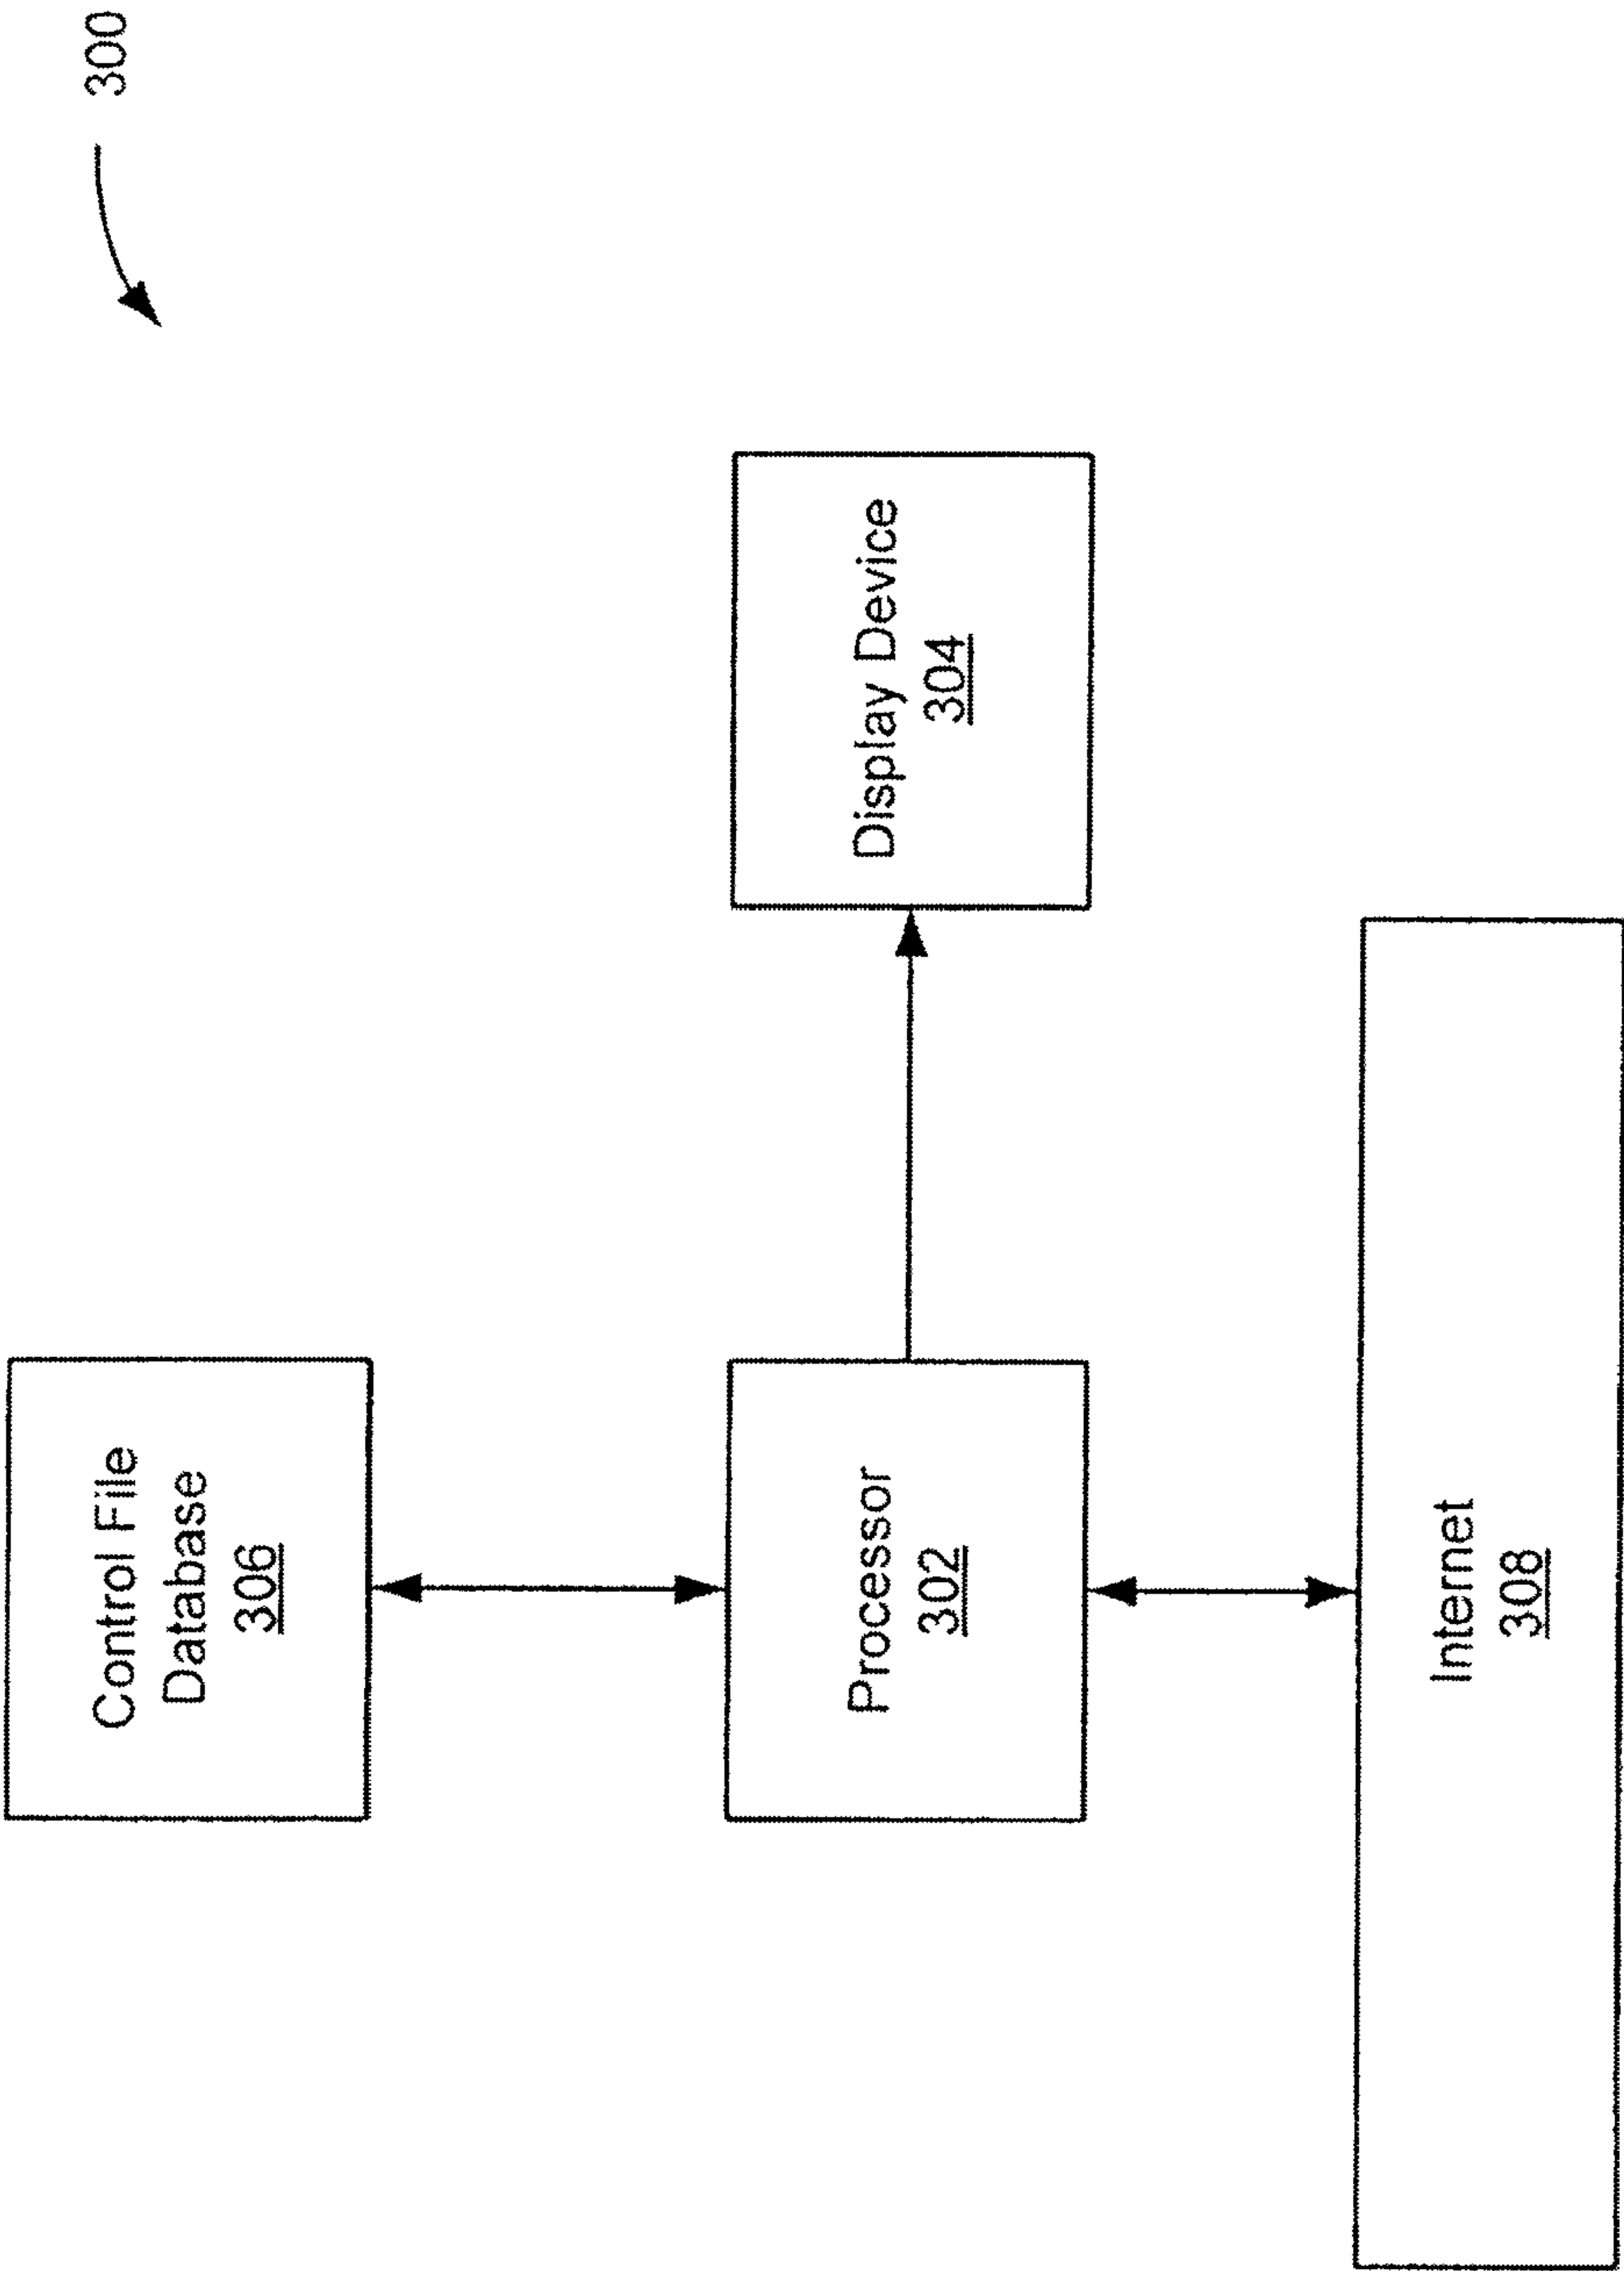 300
Control File
Database
306
Processor
302
Display Device
304
Internet
308